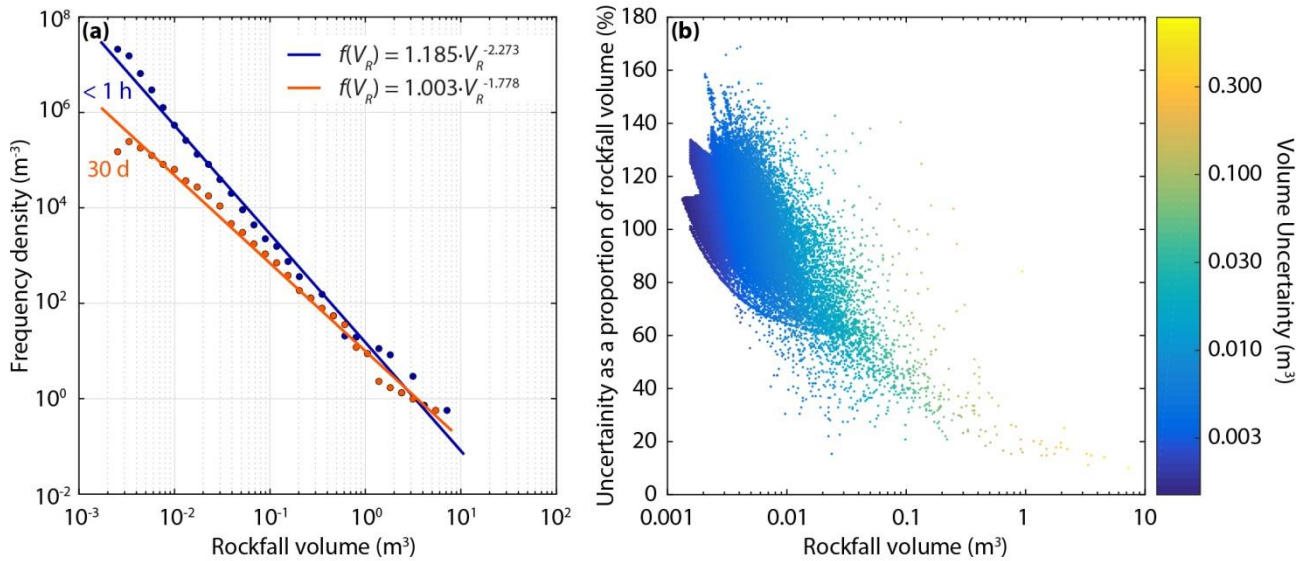 (a)
f(V_R) = 1.185·V_R^-2.273
f(V_R) = 1.003·V_R^-1.778
< 1 h
30 d
10^8
10^6
10^4
10^2
10^0
10^-2
Frequency density (m^-3)
10^-3
10^-2
10^-1
10^0
10^1
10^2
Rockfall volume (m³)
(b)
180
160
140
120
100
80
60
40
20
0
Uncertainity as a proportion of rockfall volume (%)
0.001
0.01
0.1
1
10
Rockfall volume (m³)
0.300
0.100
0.030
0.010
0.003
Volume Uncertainty (m³)